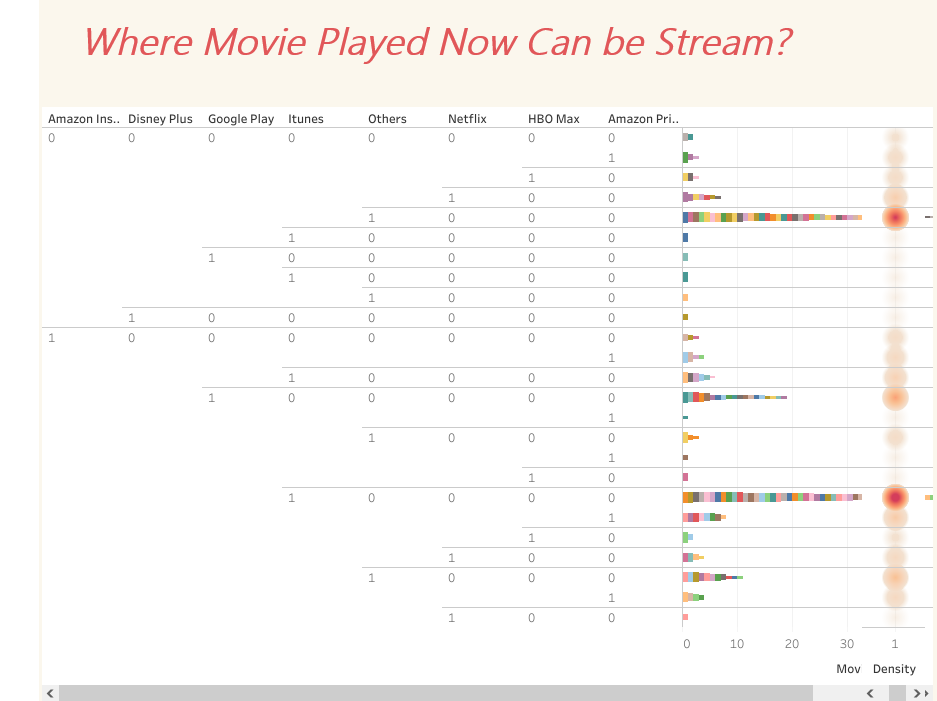 Where Movie Played Now Can be Stream?
Amazon Ins.. Disney Plus Google Play Itunes Others Netflix HBO Max Amazon Pri..
0 0 0 0 0 0 0 0
1
1 0
1 0 0
1 0 0 0
1 0 0 0 0
1 0 0 0 0 0
1 0 0 0 0
1 0 0 0
1 0 0 0 0 0 0
1 0 0 0 0 0 0 0
1
1 0 0 0 0
1 0 0 0 0 0
1
1 0 0 0
1
1 0
1 0 0 0 0
1
1 0
1 0 0
1 0 0 0
1
1 0 0
0 10 20 30 1
Mov Density